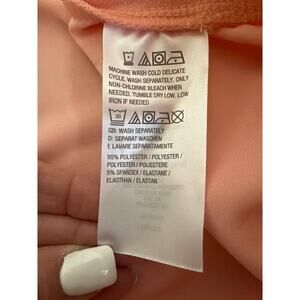 MACHINE WASH COLD DELICATE
CYCLE. WASH SEPARATELY. ONLY
NON-CHLORINE BLEACH WHEN
NEEDED. TUMBLE DRY LOW. LOW
IRON IF NEEDED
30
GB: WASH SEPARATELY
D: SEPARAT WASCHEN
I: LAVARE SEPARATAMENTE
95% POLYESTER / POLYESTER /
POLYESTER / POLIESTERE
5% SPANDEX / ELASTANE /
ELASTHAN / ELASTAN